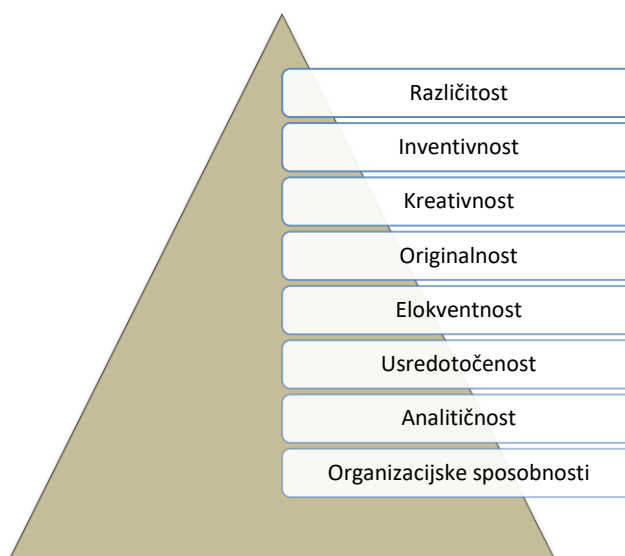 Različitost
Inventivnost
Kreativnost
Originalnost
Elokventnost
Usredotočenost
Analitičnost
Organizacijske sposobnosti